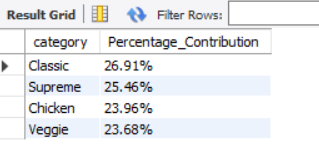 Result Grid Filter Rows:
category Percentage_Contribution
Classic 26.91%
Supreme 25.46%
Chicken 23.96%
Veggie 23.68%